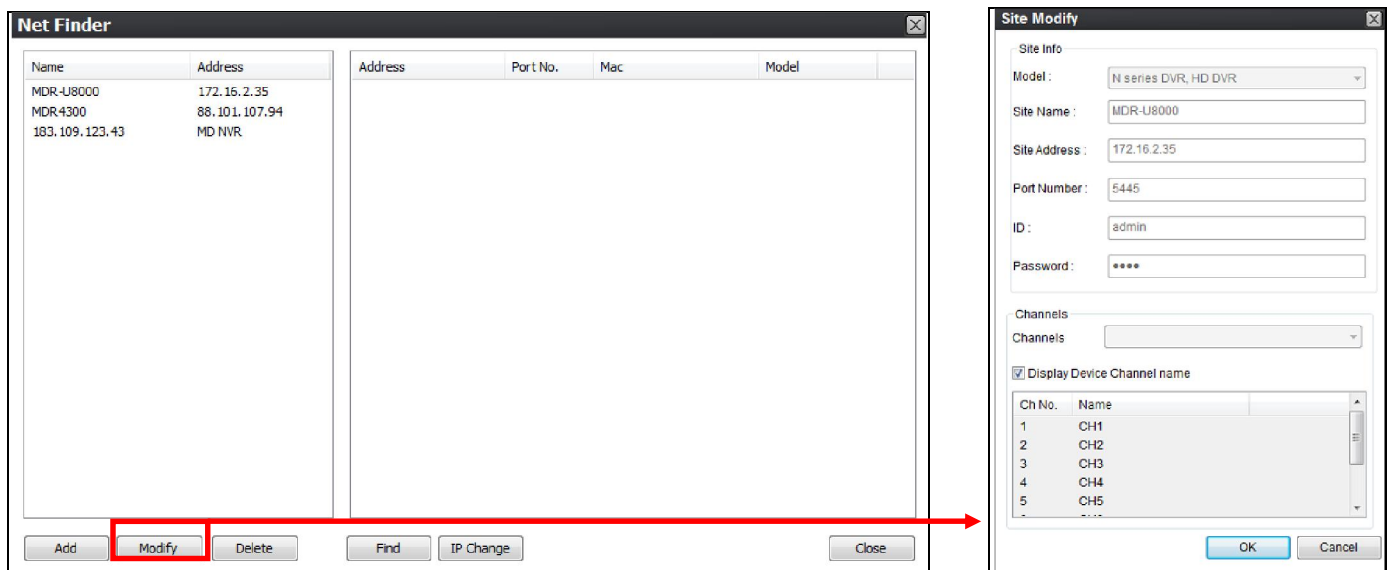 Net Finder
Name Address
MDR-U8000 172.16.2.35
MDR4300 88.101.107.94
183.109.123.43 MD NVR
Address Port No. Mac Model
Add Modify Delete Find IP Change Close
Site Modify
Site Info
Model : N series DVR, HD DVR
Site Name : MDR-U8000
Site Address : 172.16.2.35
Port Number : 5445
ID : admin
Password : ••••
Channels
Channels
Display Device Channel name
Ch No. Name
1 CH1
2 CH2
3 CH3
4 CH4
5 CH5
OK Cancel